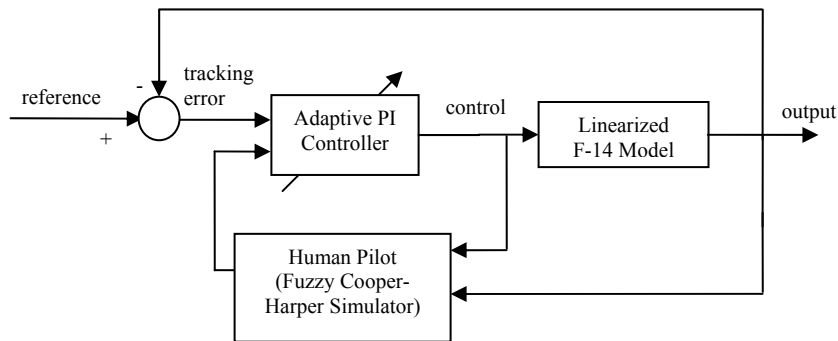 reference
-
+
tracking
error
Adaptive PI
Controller
control
Linearized
F-14 Model
output
Human Pilot
(Fuzzy Cooper-
Harper Simulator)